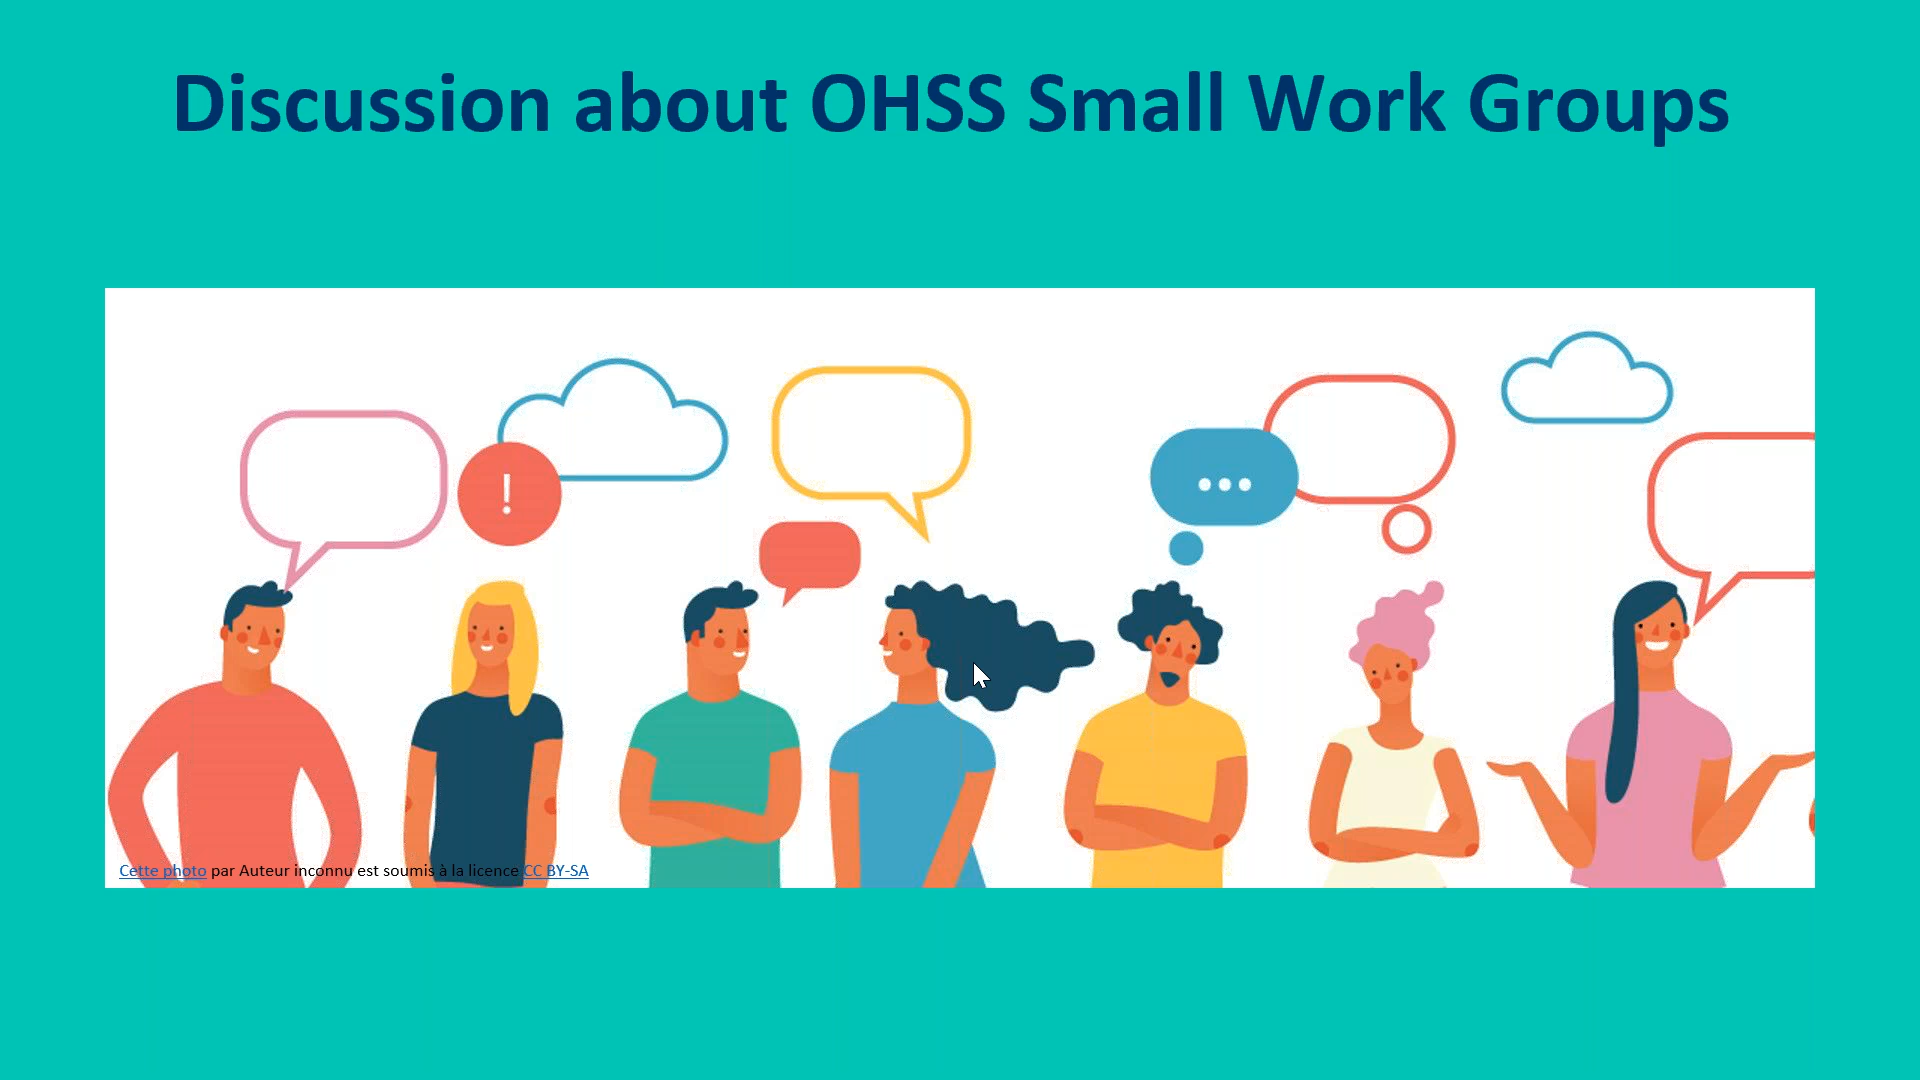 Discussion about OHSS Small Work Groups
!
...
Cette photo par Auteur inconnu est soumis à la licence CC BY-SA